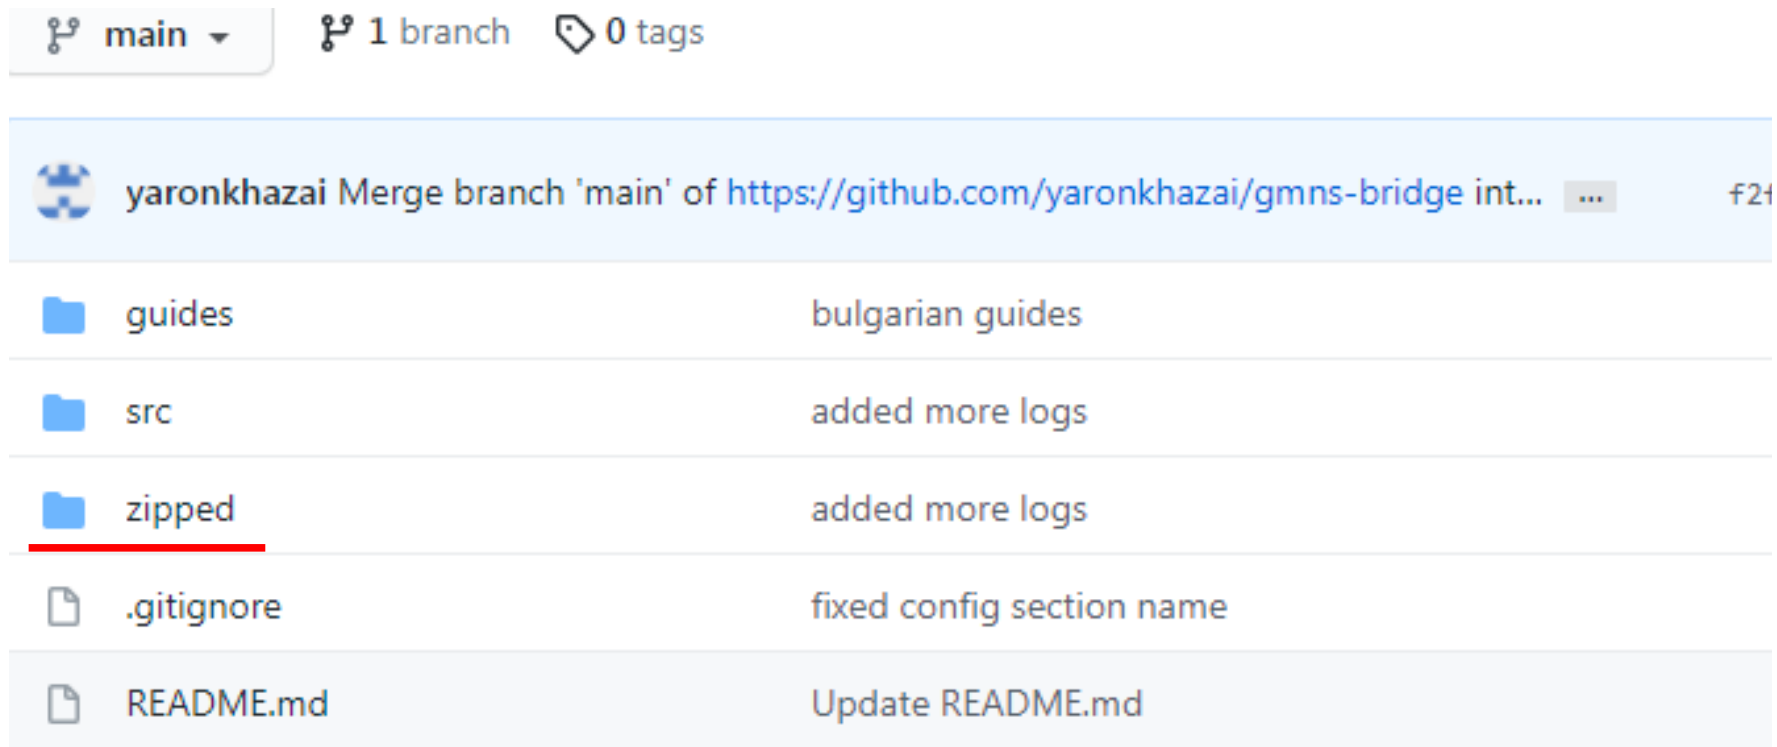 main 1 branch 0 tags
yaronkhazai Merge branch 'main' of https://github.com/yaronkhazai/gmns-bridge int... ...
guides bulgarian guides
src added more logs
zipped added more logs
.gitignore fixed config section name
README.md Update README.md